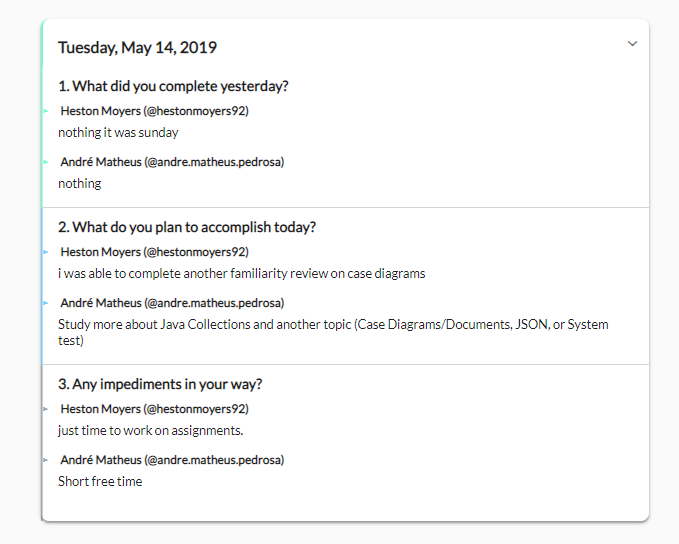 Tuesday, May 14, 2019
1. What did you complete yesterday?
Heston Moyers (@hestonmoyers92)
nothing it was sunday
André Matheus (@andre.matheus.pedrosa)
nothing
2. What do you plan to accomplish today?
Heston Moyers (@hestonmoyers92)
i was able to complete another familiarity review on case diagrams
André Matheus (@andre.matheus.pedrosa)
Study more about Java Collections and another topic (Case Diagrams/Documents, JSON, or System
test)
3. Any impediments in your way?
Heston Moyers (@hestonmoyers92)
just time to work on assignments.
André Matheus (@andre.matheus.pedrosa)
Short free time